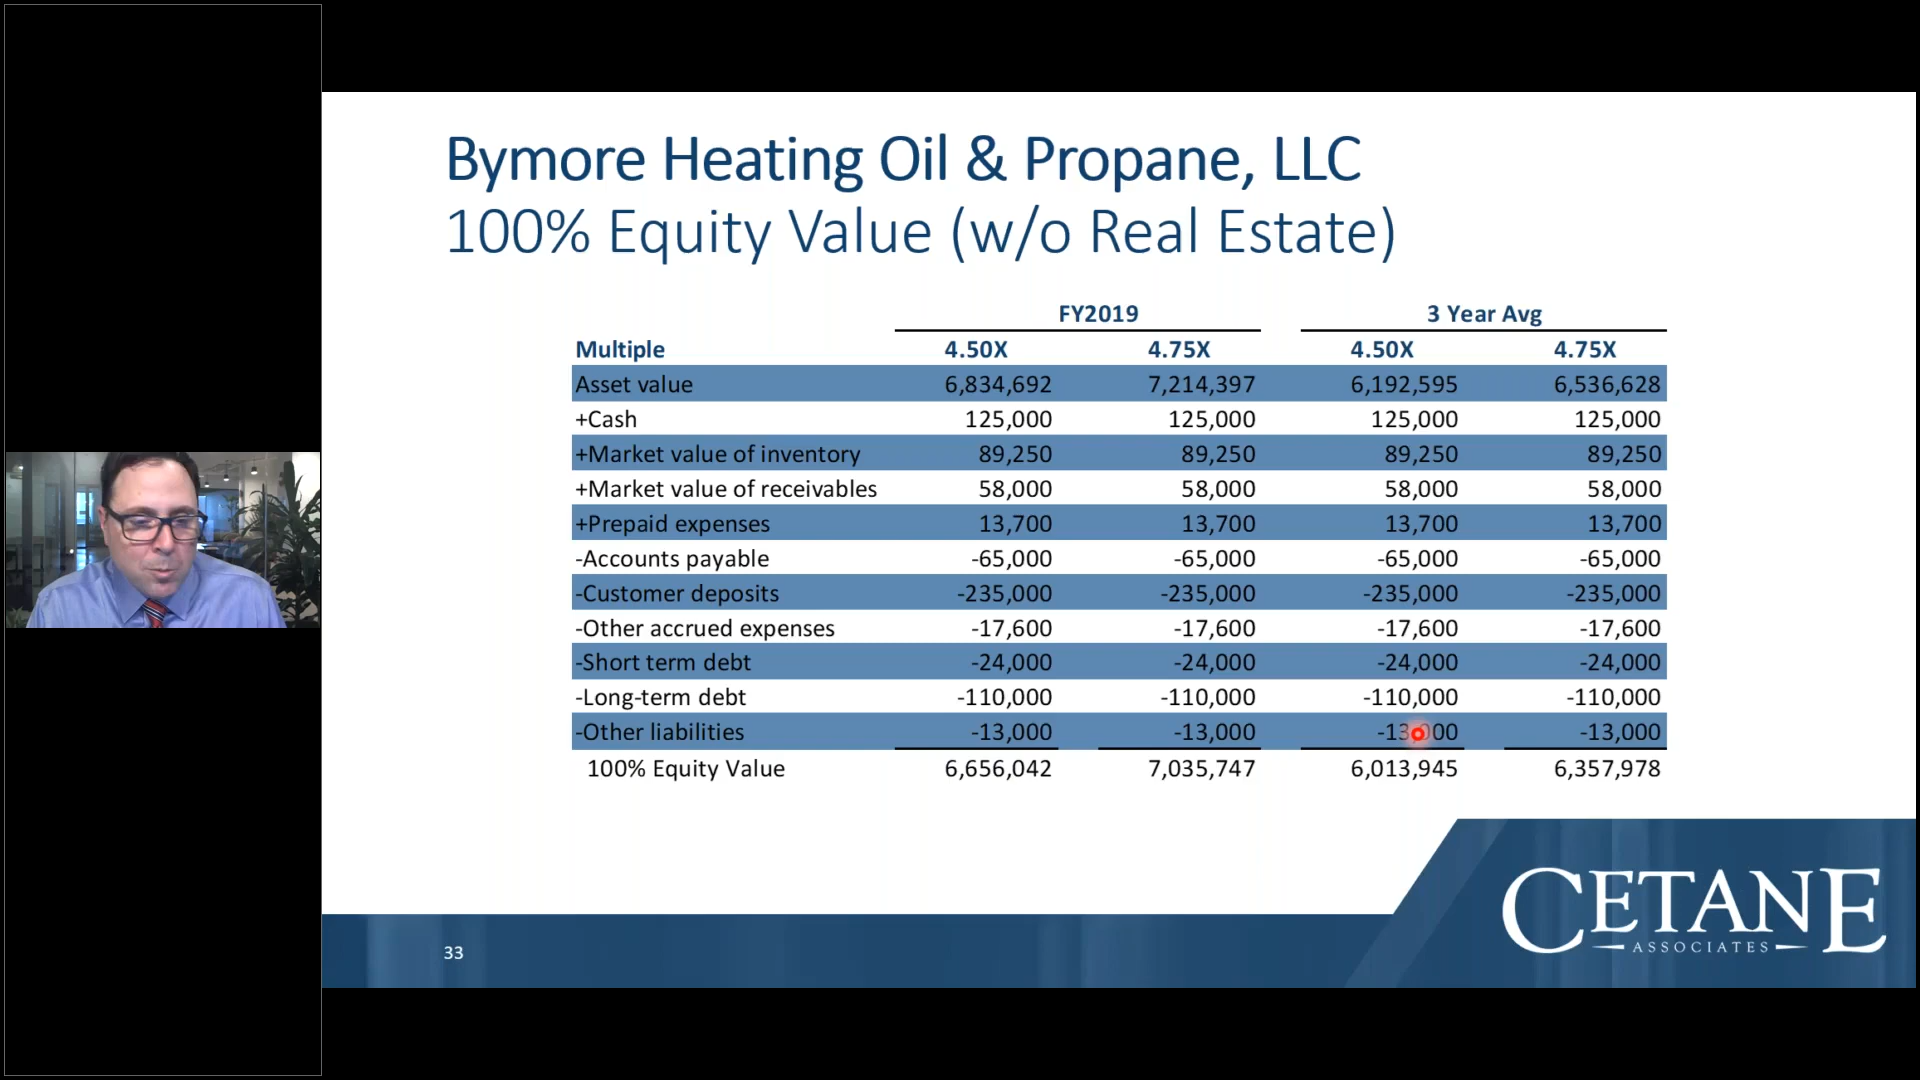 Bymore Heating Oil & Propane, LLC
100% Equity Value (w/o Real Estate)
FY2019 3 Year Avg
Multiple 4.50X 4.75X 4.50X 4.75X
Asset value 6,834,692 7,214,397 6,192,595 6,536,628
+Cash 125,000 125,000 125,000 125,000
+Market value of inventory 89,250 89,250 89,250 89,250
+Market value of receivables 58,000 58,000 58,000 58,000
+Prepaid expenses 13,700 13,700 13,700 13,700
-Accounts payable -65,000 -65,000 -65,000 -65,000
-Customer deposits -235,000 -235,000 -235,000 -235,000
-Other accrued expenses -17,600 -17,600 -17,600 -17,600
-Short term debt -24,000 -24,000 -24,000 -24,000
-Long-term debt -110,000 -110,000 -110,000 -110,000
-Other liabilities -13,000 -13,000 -13,000 -13,000
100% Equity Value 6,656,042 7,035,747 6,013,945 6,357,978
33
CETANE
ASSOCIATES